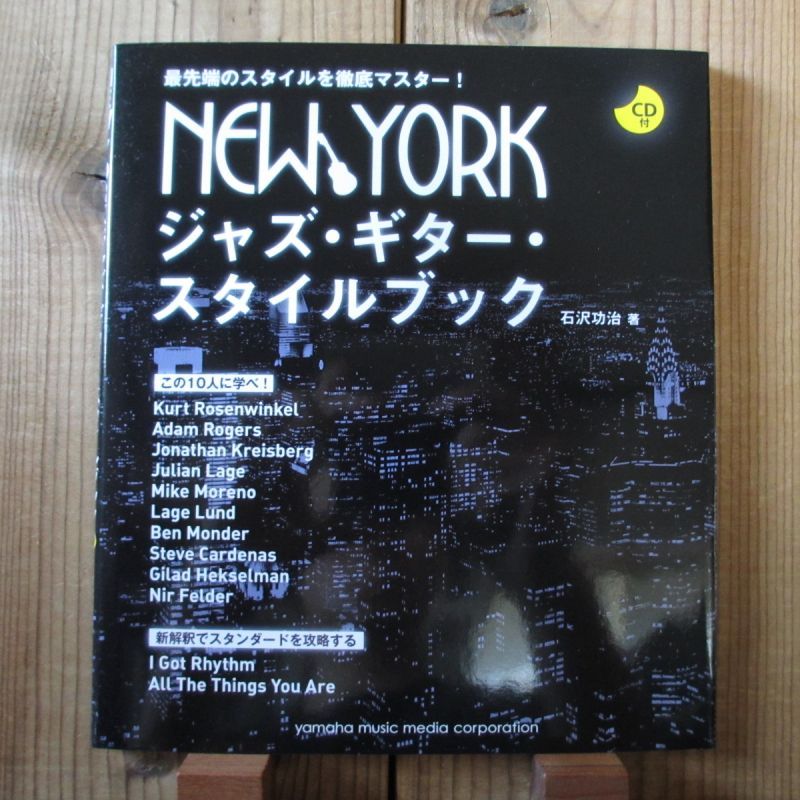 最先端のスタイルを徹底マスター！
CD
付
NEW YORK
ジャズ・ギター・
スタイルブック
石沢功治 著
この10人に学べ！
Kurt Rosenwinkel
Adam Rogers
Jonathan Kreisberg
Julian Lage
Mike Moreno
Lage Lund
Ben Monder
Steve Cardenas
Gilad Hekselman
Nir Felder
新解釈でスタンダードを攻略する
I Got Rhythm
All The Things You Are
yamaha music media corporation